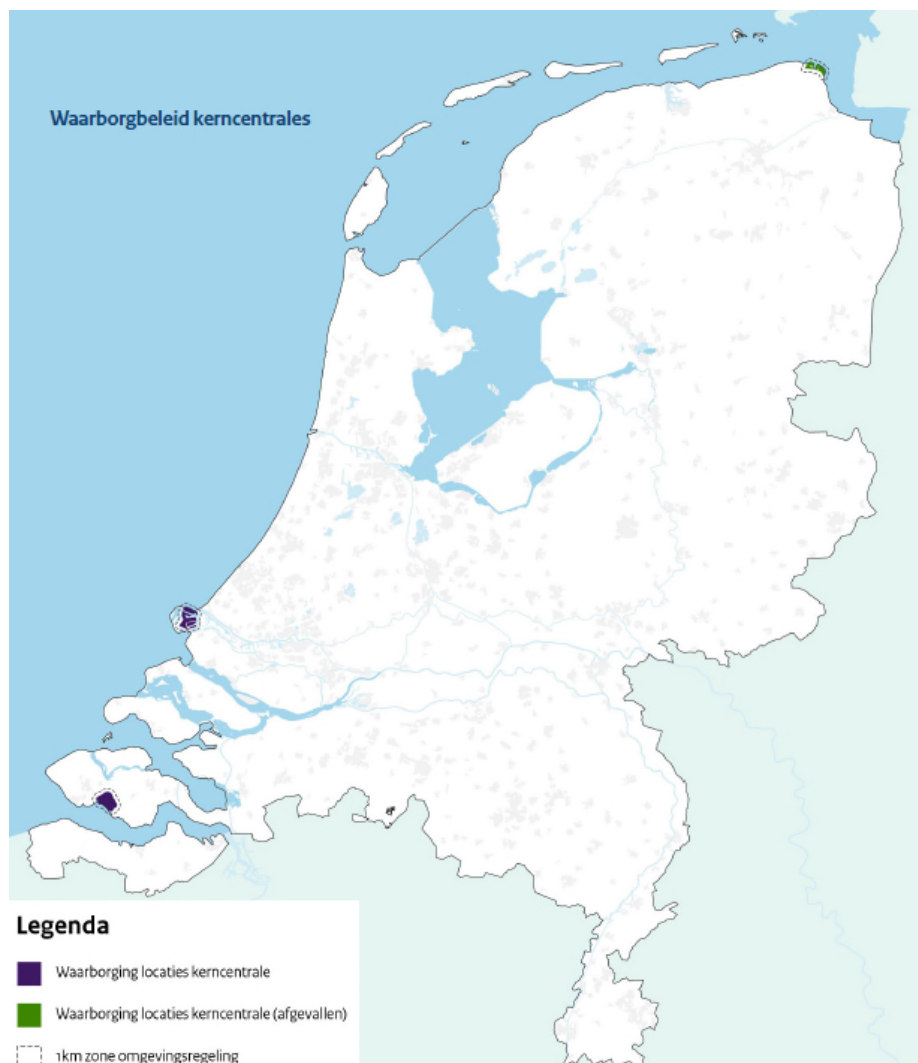 Waarborgbeleid kerncentrales
Legenda
Waarborging locaties kerncentrale
Waarborging locaties kerncentrale (afgevallen)
1km zone omgevingsregeling